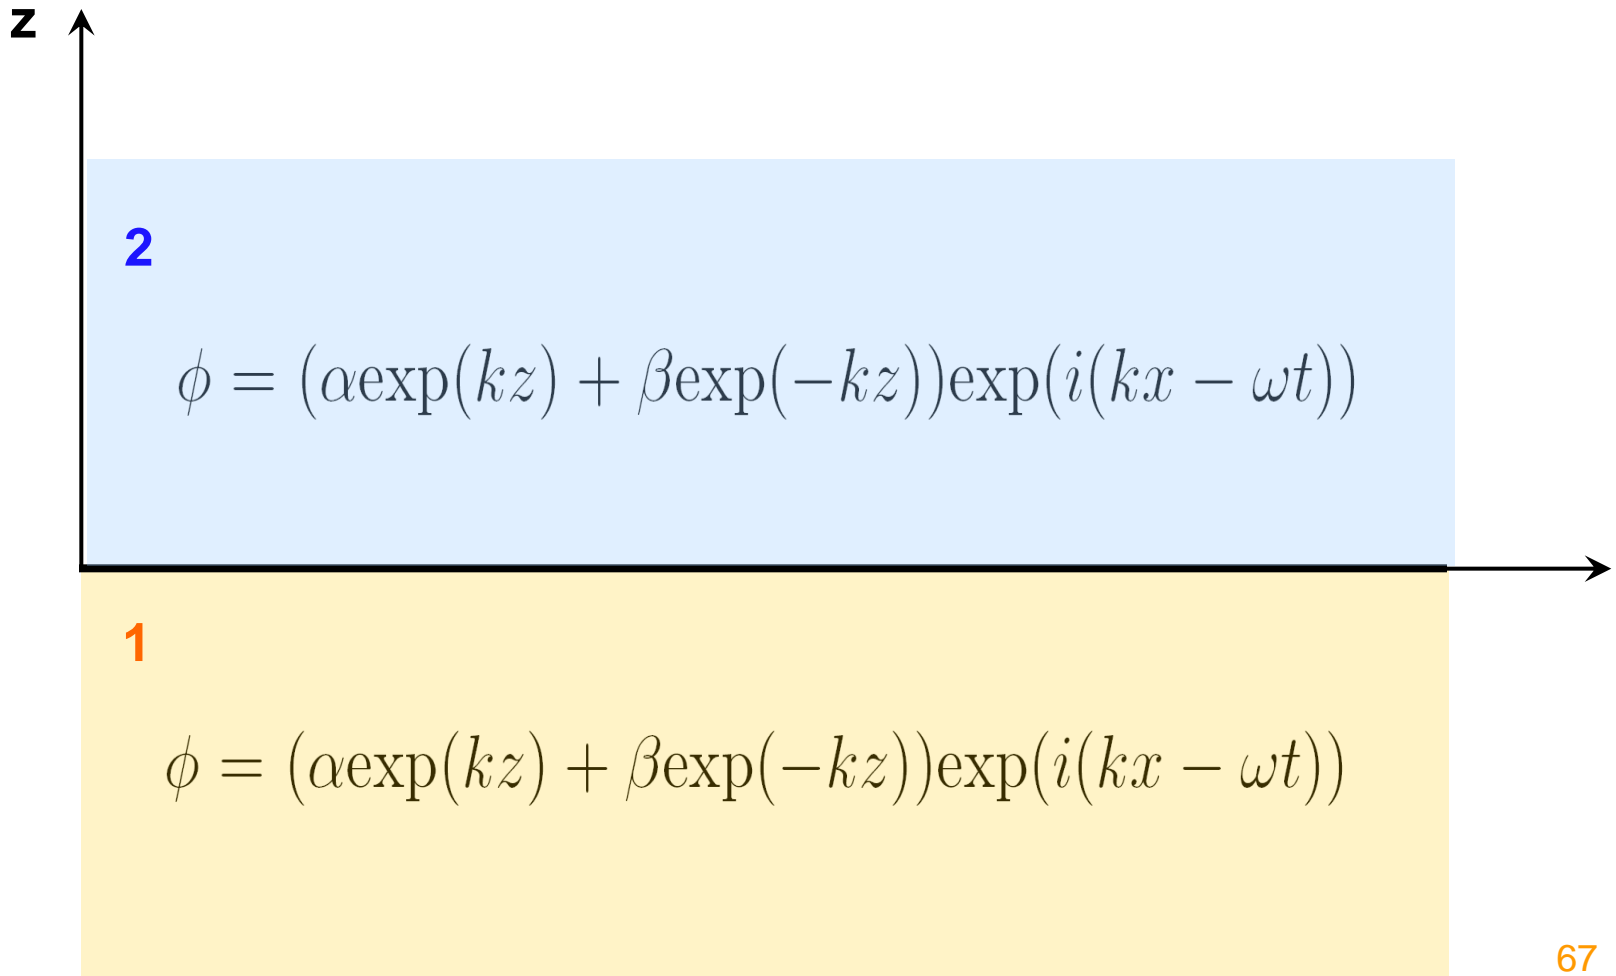 z
2
ϕ = (αexp(kz) + βexp(−kz))exp(i(kx − ωt))
1
ϕ = (αexp(kz) + βexp(−kz))exp(i(kx − ωt))
67